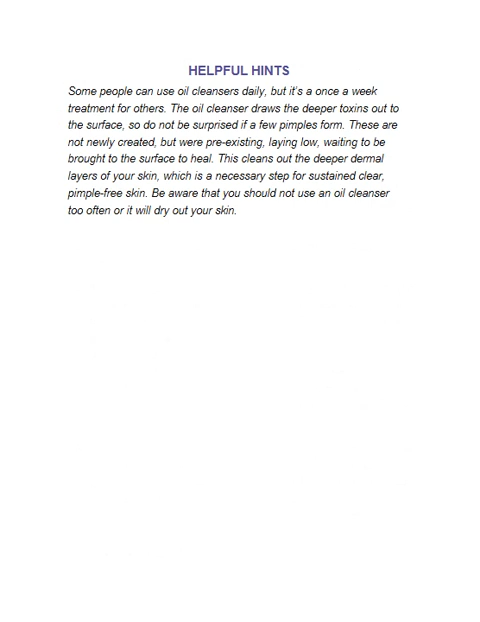 HELPFUL HINTS
Some people can use oil cleansers daily, but it's a once a week
treatment for others. The oil cleanser draws the deeper toxins out to
the surface, so do not be surprised if a few pimples form. These are
not newly created, but were pre-existing, laying low, waiting to be
brought to the surface to heal. This cleans out the deeper dermal
layers of your skin, which is a necessary step for sustained clear,
pimple-free skin. Be aware that you should not use an oil cleanser
too often or it will dry out your skin.